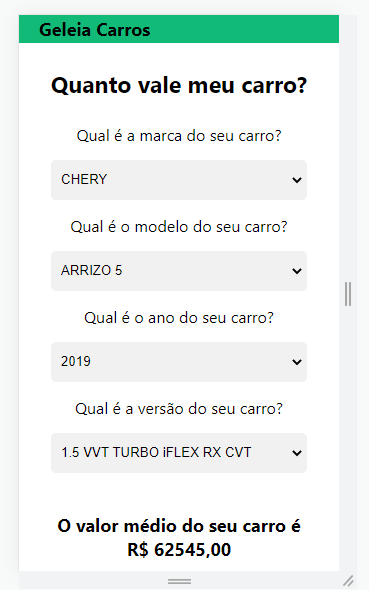 Geleia Carros
Quanto vale meu carro?
Qual é a marca do seu carro?
CHERY
Qual é o modelo do seu carro?
ARRIZO 5
Qual é o ano do seu carro?
2019
Qual é a versão do seu carro?
1.5 VVT TURBO iFLEX RX CVT
O valor médio do seu carro é
R$ 62545,00